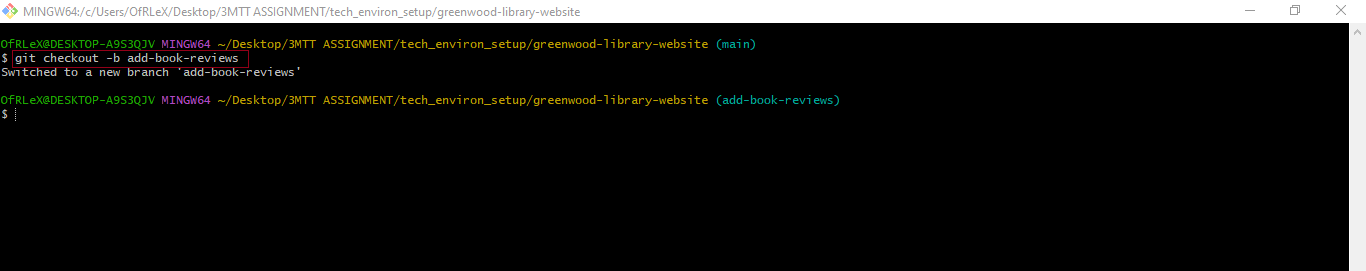 MINGW64:/c/Users/OfRLeX/Desktop/3MTT ASSIGNMENT/tech_environ_setup/greenwood-library-website
OfRLeX@DESKTOP-A9S3QJV MINGW64 ~/Desktop/3MTT ASSIGNMENT/tech_environ_setup/greenwood-library-website (main)
$ git checkout -b add-book-reviews
Switched to a new branch 'add-book-reviews'
OfRLeX@DESKTOP-A9S3QJV MINGW64 ~/Desktop/3MTT ASSIGNMENT/tech_environ_setup/greenwood-library-website (add-book-reviews)
$